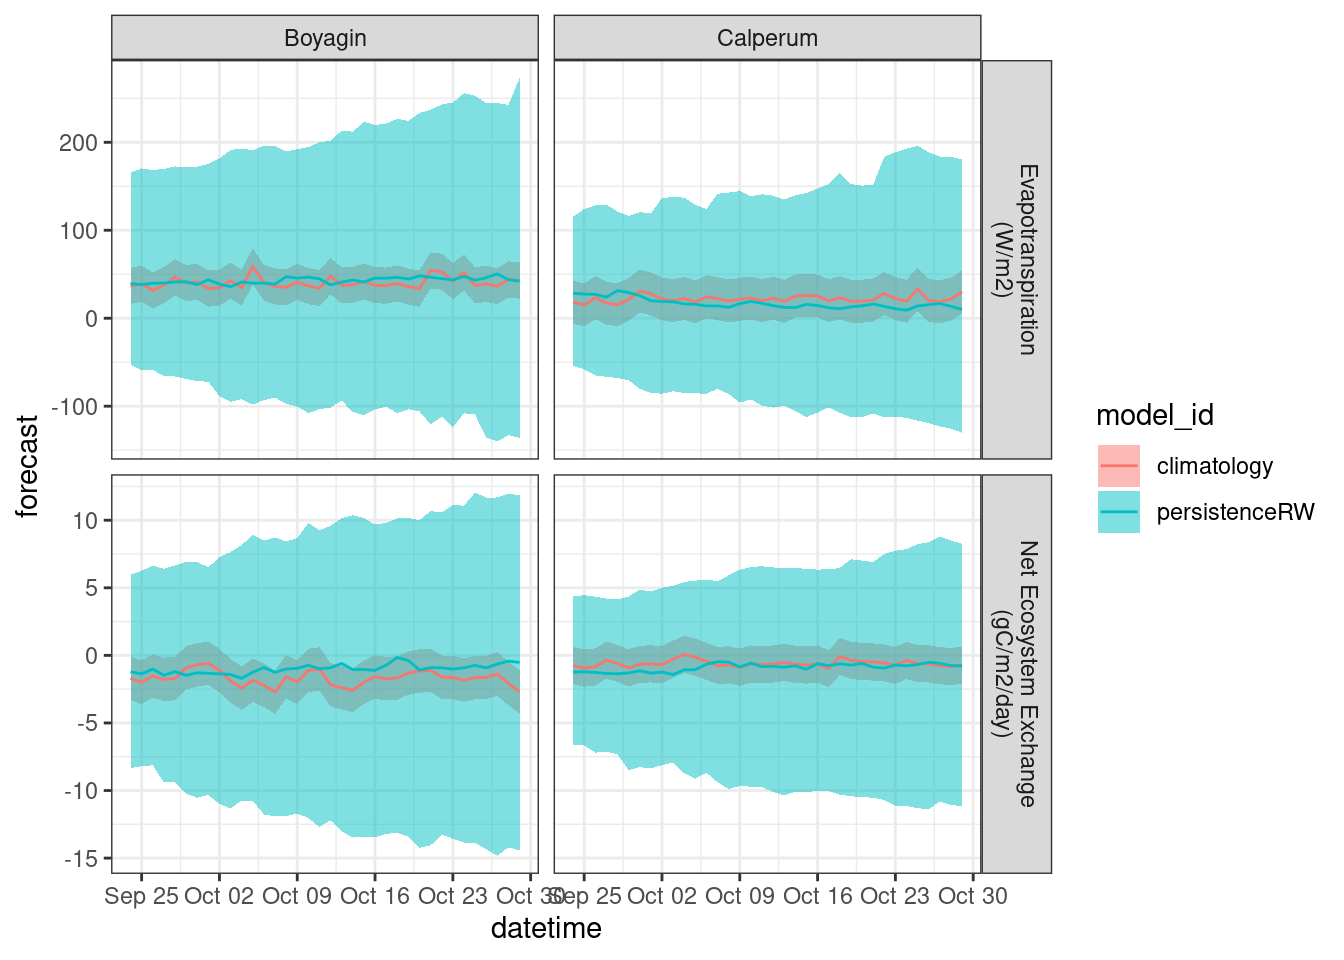 Boyagin
Calperum
200
100
0
-100
Evapotranspiration
(W/m2)
10
5
0
-5
-10
-15
Net Ecosystem Exchange
(gC/m2/day)
forecast
Sep 25 Oct 02 Oct 09 Oct 16 Oct 23 Oct 30
Sep 25 Oct 02 Oct 09 Oct 16 Oct 23 Oct 30
datetime
model_id
climatology
persistenceRW